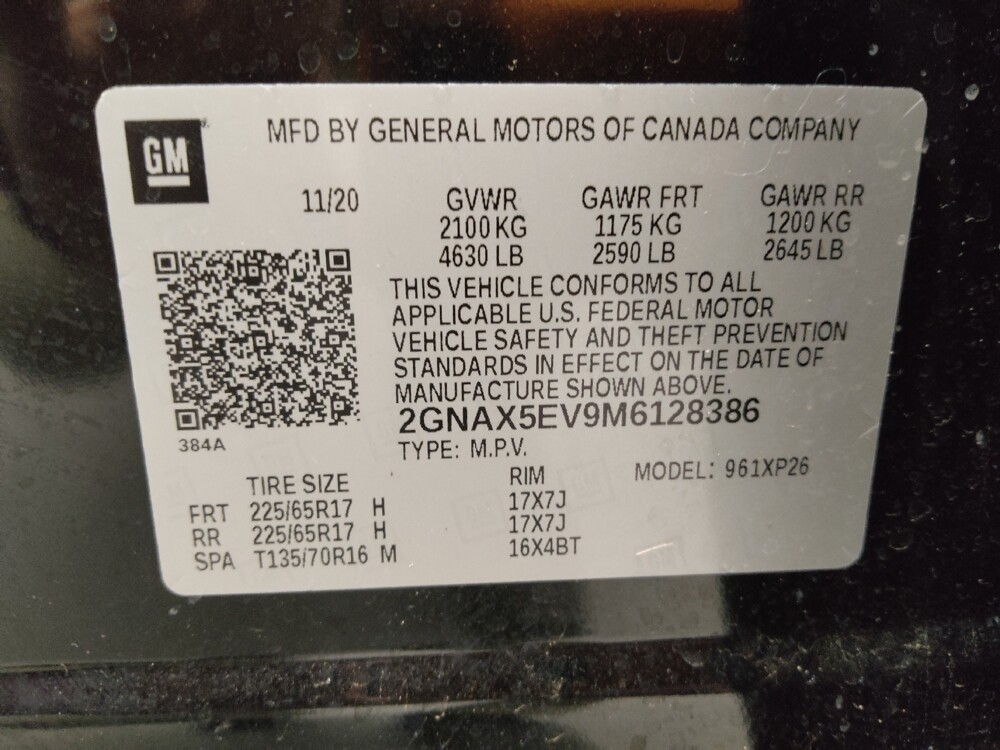 GM
MFD BY GENERAL MOTORS OF CANADA COMPANY
11/20 GVWR GAWR FRT GAWR RR
2100 KG 1175 KG 1200 KG
4630 LB 2590 LB 2645 LB
THIS VEHICLE CONFORMS TO ALL
APPLICABLE U.S. FEDERAL MOTOR
VEHICLE SAFETY AND THEFT PREVENTION
STANDARDS IN EFFECT ON THE DATE OF
MANUFACTURE SHOWN ABOVE.
2GNAX5EV9M6128386
384A
TYPE: M.P.V.
MODEL: 961XP26
TIRE SIZE RIM
FRT 225/65R17 H 17X7J
RR 225/65R17 H 17X7J
SPA T135/70R16 M 16X4BT